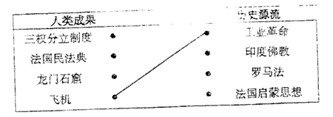 人类成果
历史源流
三权分立制度
工业革命
法国民法典
印度佛教
龙门石窟
罗马法
飞机
法国启蒙思想